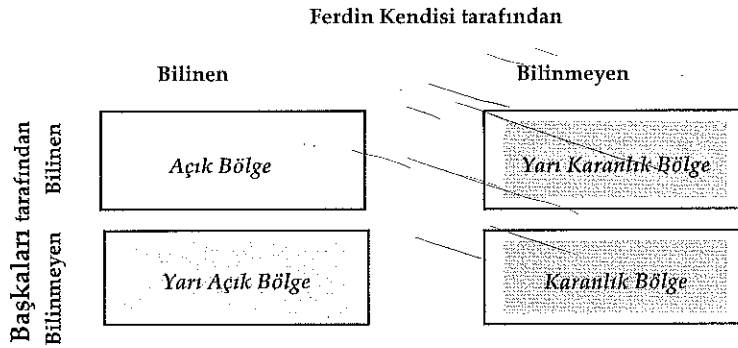 Ferdin Kendisi tarafından
Bilinen
Bilinmeyen
Başkaları tarafından
Bilinen
Açık Bölge
Yarı Karanlık Bölge
Bilinmeyen
Yarı Açık Bölge
Karanlık Bölge